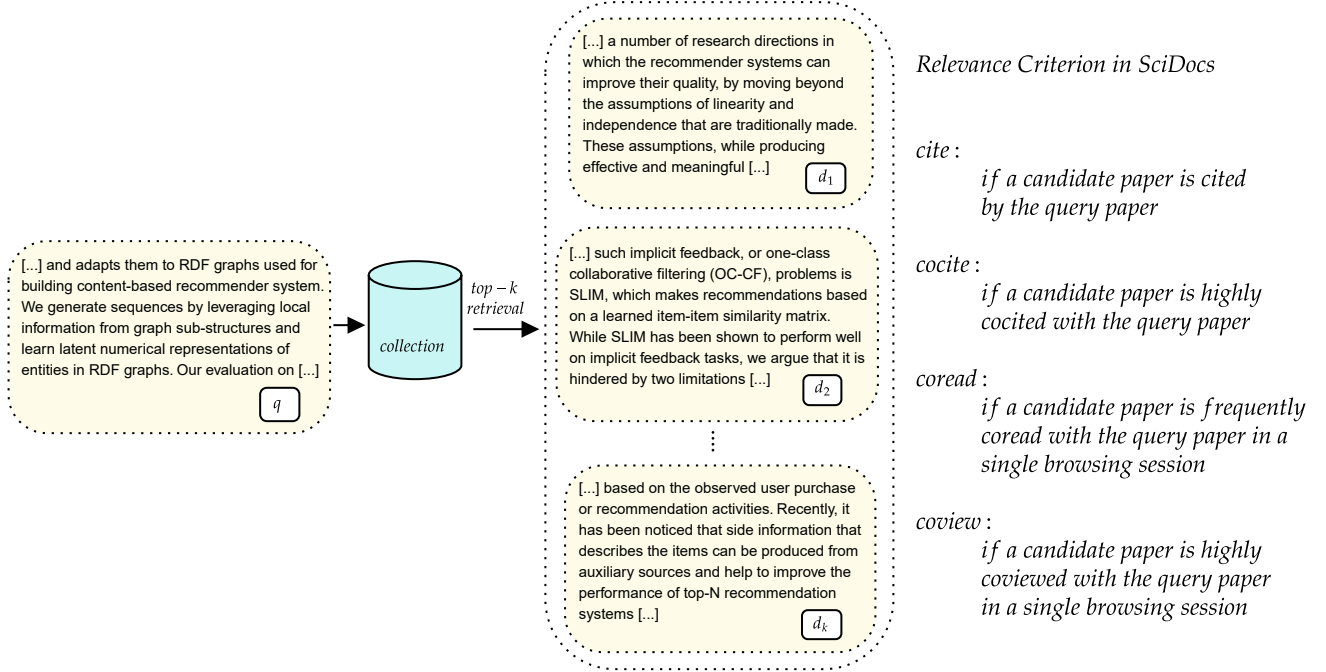 [...] and adapts them to RDF graphs used for
building content-based recommender system.
We generate sequences by leveraging local
information from graph sub-structures and
learn latent numerical representations of
entities in RDF graphs. Our evaluation on [...]
q
collection
top − k
retrieval
[...] a number of research directions in
which the recommender systems can
improve their quality, by moving beyond
the assumptions of linearity and
independence that are traditionally made.
These assumptions, while producing
effective and meaningful [...]
d1
[...] such implicit feedback, or one-class
collaborative filtering (OC-CF), problems is
SLIM, which makes recommendations based
on a learned item-item similarity matrix.
While SLIM has been shown to perform well
on implicit feedback tasks, we argue that it is
hindered by two limitations [...]
d2
[...] based on the observed user purchase
or recommendation activities. Recently, it
has been noticed that side information that
describes the items can be produced from
auxiliary sources and help to improve the
performance of top-N recommendation
systems [...]
dk
Relevance Criterion in SciDocs
cite :
if a candidate paper is cited
by the query paper
cocite :
if a candidate paper is highly
cocited with the query paper
coread :
if a candidate paper is frequently
coread with the query paper in a
single browsing session
coview :
if a candidate paper is highly
coviewed with the query paper
in a single browsing session